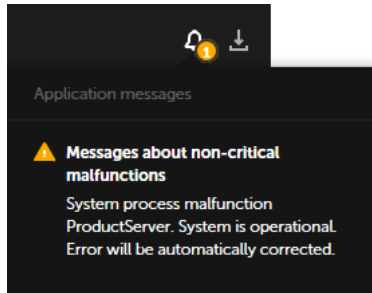 1
Application messages
Messages about non-critical
malfunctions
System process malfunction
ProductServer. System is operational.
Error will be automatically corrected.